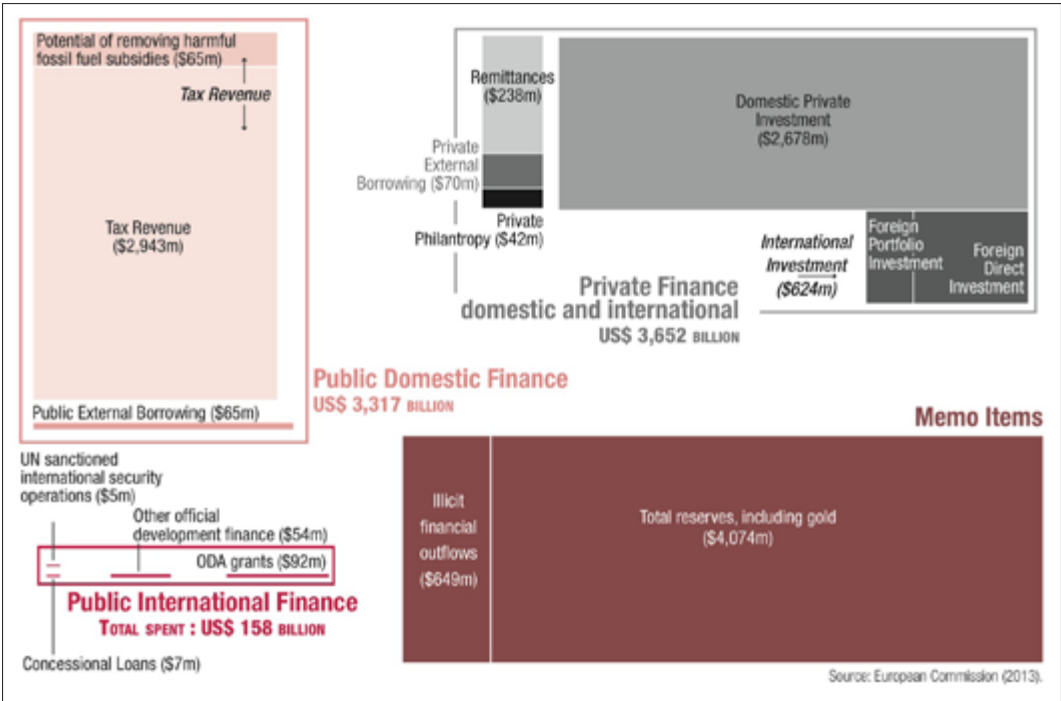 Potential of removing harmful
fossil fuel subsidies ($65m)
Tax Revenue
Tax Revenue
($2,943m)
Public External Borrowing ($65m)
Public Domestic Finance
US$ 3,317 BILLION
Remittances
($238m)
Private
External
Borrowing ($70m)
Private
Philantropy ($42m)
Domestic Private
Investment
($2,678m)
International
Investment
($624m)
Foreign
Portfolio
Investment
Foreign
Direct
Investment
Private Finance
domestic and international
US$ 3,652 BILLION
UN sanctioned
international security
operations ($5m)
Other official
development finance ($54m)
ODA grants ($92m)
Public International Finance
TOTAL SPENT : US$ 158 BILLION
Concessional Loans ($7m)
Memo Items
Illicit
financial
outflows
($649m)
Total reserves, including gold
($4,074m)
Source: European Commission (2013).